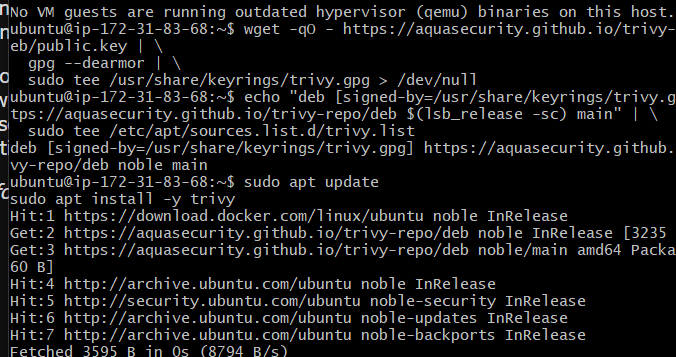 No VM guests are running outdated hypervisor (qemu) binaries on this host.
ubuntu@ip-172-31-83-68:~$ wget -qO - https://aquasecurity.github.io/trivy-
eb/public.key | \
  gpg --dearmor | \
  sudo tee /usr/share/keyrings/trivy.gpg > /dev/null
ubuntu@ip-172-31-83-68:~$ echo "deb [signed-by=/usr/share/keyrings/trivy.g
tps://aquasecurity.github.io/trivy-repo/deb $(lsb_release -sc) main" | \
  sudo tee /etc/apt/sources.list.d/trivy.list
deb [signed-by=/usr/share/keyrings/trivy.gpg] https://aquasecurity.github.
vy-repo/deb noble main
ubuntu@ip-172-31-83-68:~$ sudo apt update
sudo apt install -y trivy
Hit:1 https://download.docker.com/linux/ubuntu noble InRelease
Get:2 https://aquasecurity.github.io/trivy-repo/deb noble InRelease [3235
Get:3 https://aquasecurity.github.io/trivy-repo/deb noble/main amd64 Packa
60 B]
Hit:4 http://archive.ubuntu.com/ubuntu noble InRelease
Hit:5 http://security.ubuntu.com/ubuntu noble-security InRelease
Hit:6 http://archive.ubuntu.com/ubuntu noble-updates InRelease
Hit:7 http://archive.ubuntu.com/ubuntu noble-backports InRelease
Fetched 3595 B in 0s (8794 B/s)